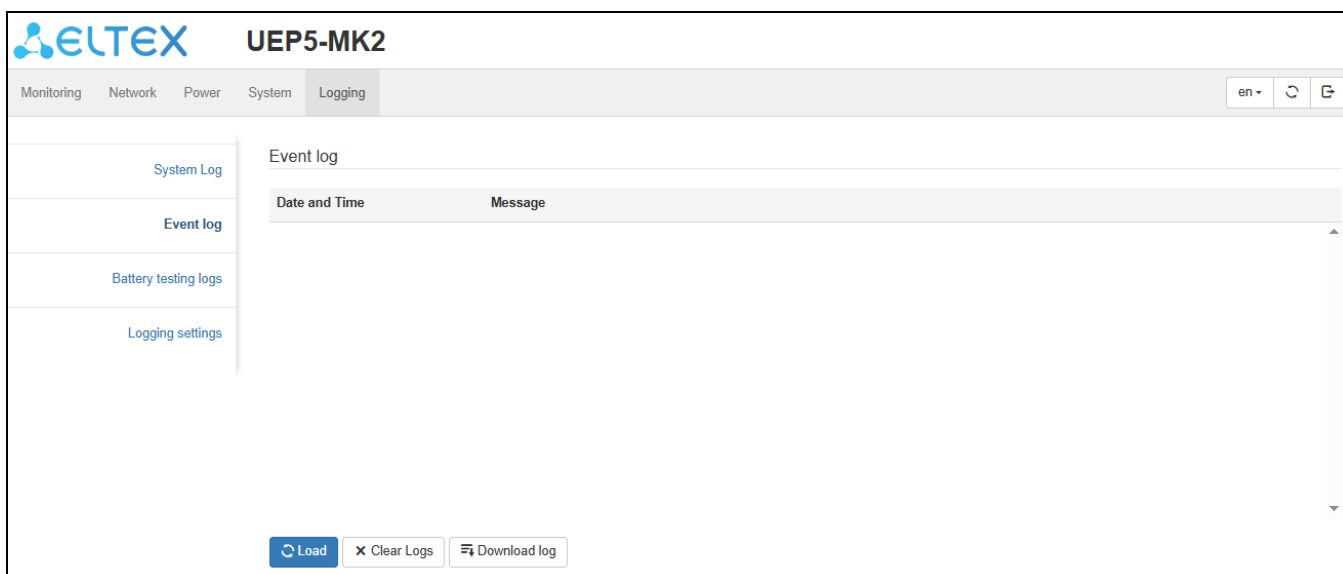 ELTEX UEP5-MK2
Monitoring Network Power System Logging en
System Log
Event log
Battery testing logs
Logging settings
Event log
Date and Time Message
Load Clear Logs Download log